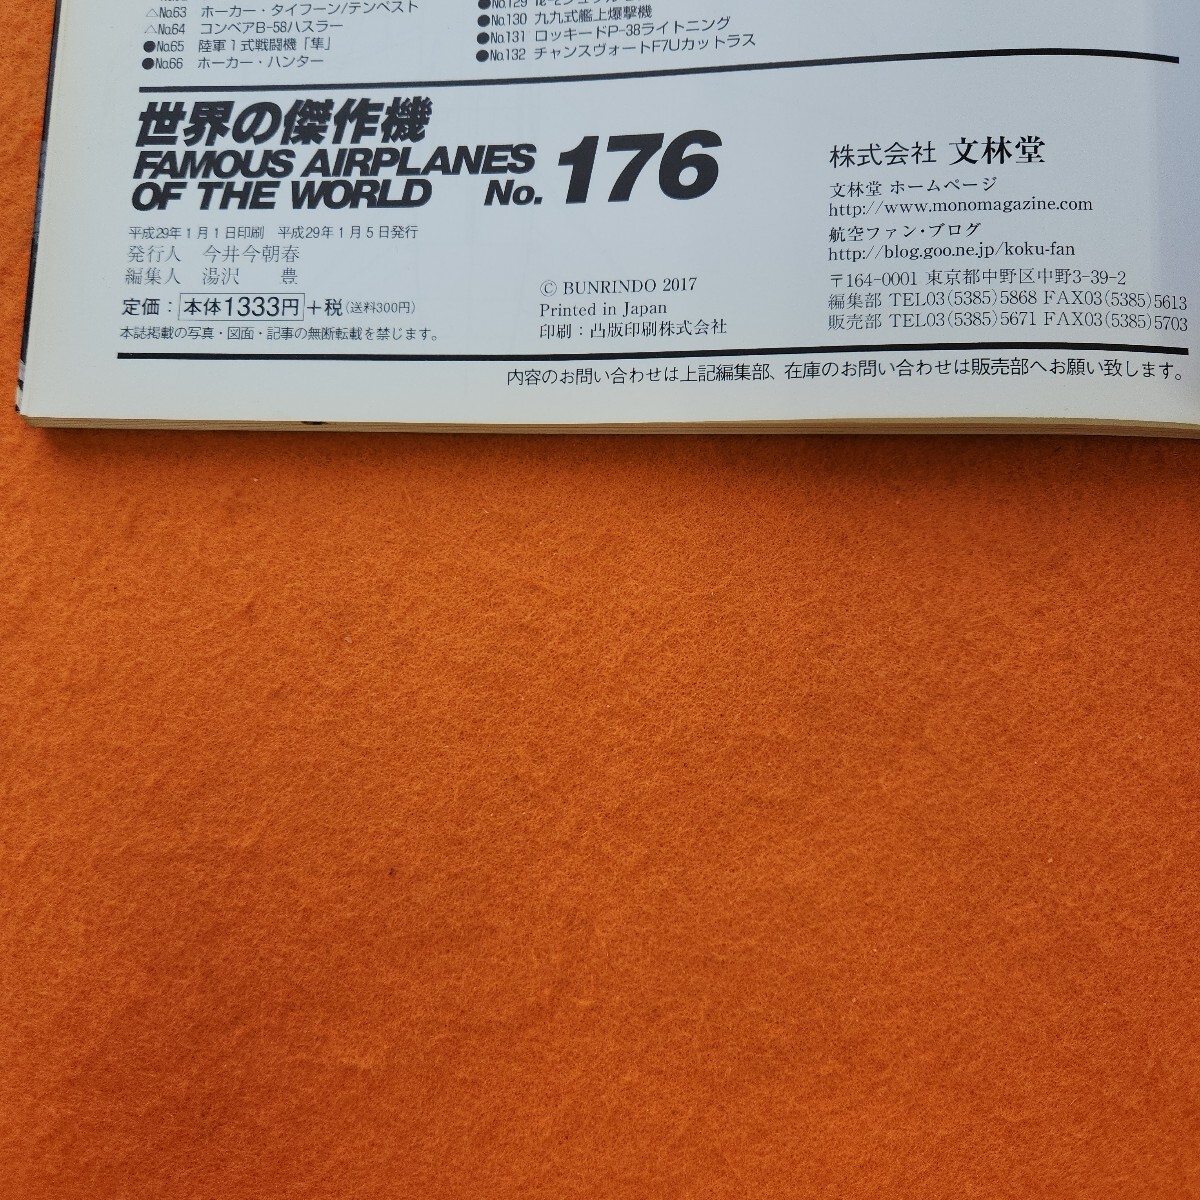 △No.63 ホーカー・タイフーン/テンペスト
△No.64 コンベアB-58ハスラー
●No.65 陸軍1式戦闘機「隼」
●No.66 ホーカー・ハンター
●No.129
●No.130 九九式艦上爆撃機
●No.131 ロッキードP-38ライトニング
●No.132 チャンスヴォートF7Uカットラス
世界の傑作機
FAMOUS AIRPLANES
OF THE WORLD No. 176
平成29年1月1日印刷 平成29年1月5日発行
発行人 今井今朝春
編集人 湯沢 豊
定価：本体1333円＋税（送料300円）
本誌掲載の写真・図面・記事の無断転載を禁じます。
© BUNRINDO 2017
Printed in Japan
印刷：凸版印刷株式会社
株式会社 文林堂
文林堂 ホームページ
http://www.monomagazine.com
航空ファン・ブログ
http://blog.goo.ne.jp/koku-fan
〒164-0001 東京都中野区中野3-39-2
編集部 TEL03(5385)5868 FAX03(5385)5613
販売部 TEL03(5385)5671 FAX03(5385)5703
内容のお問い合わせは上記編集部、在庫のお問い合わせは販売部へお願い致します。